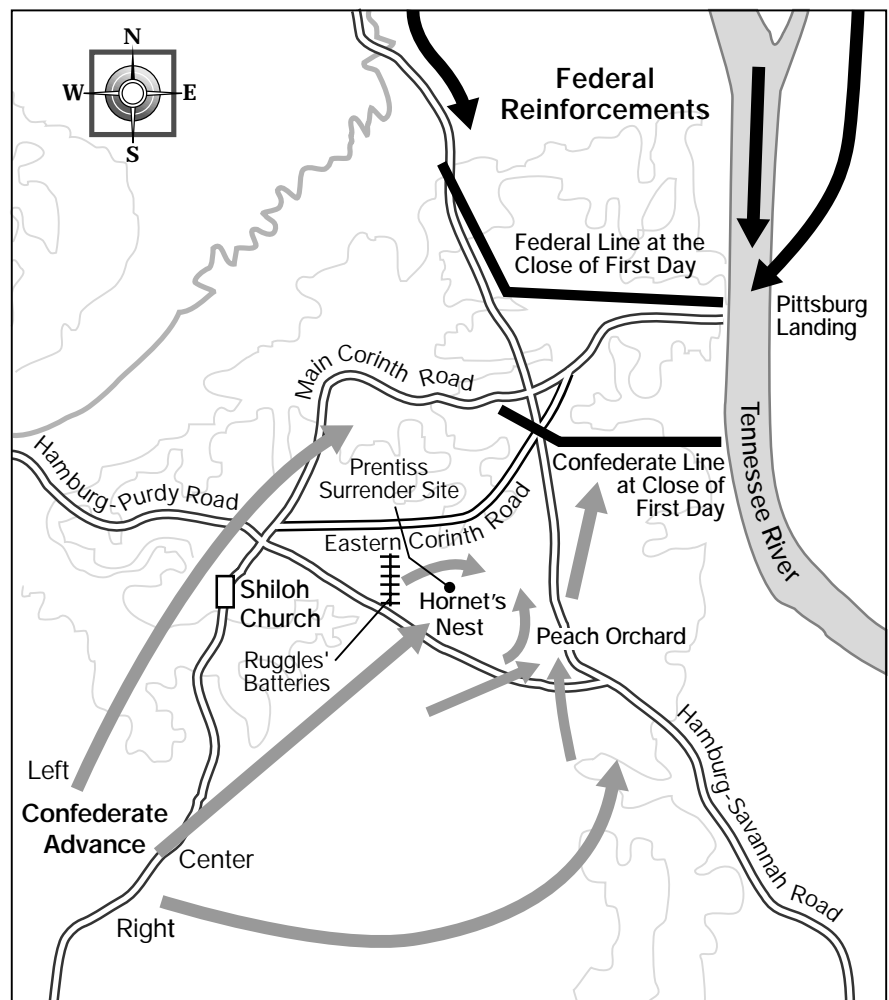 N
W
E
S
Federal
Reinforcements
Federal Line at the
Close of First Day
Pittsburg
Landing
Main Corinth Road
Tennessee River
Hamburg-Purdy Road
Prentiss
Surrender Site
Confederate Line
at Close of
First Day
Eastern Corinth Road
Shiloh
Church
Hornet's
Nest
Peach Orchard
Ruggles'
Batteries
Hamburg-Savannah Road
Left
Confederate
Advance
Center
Right